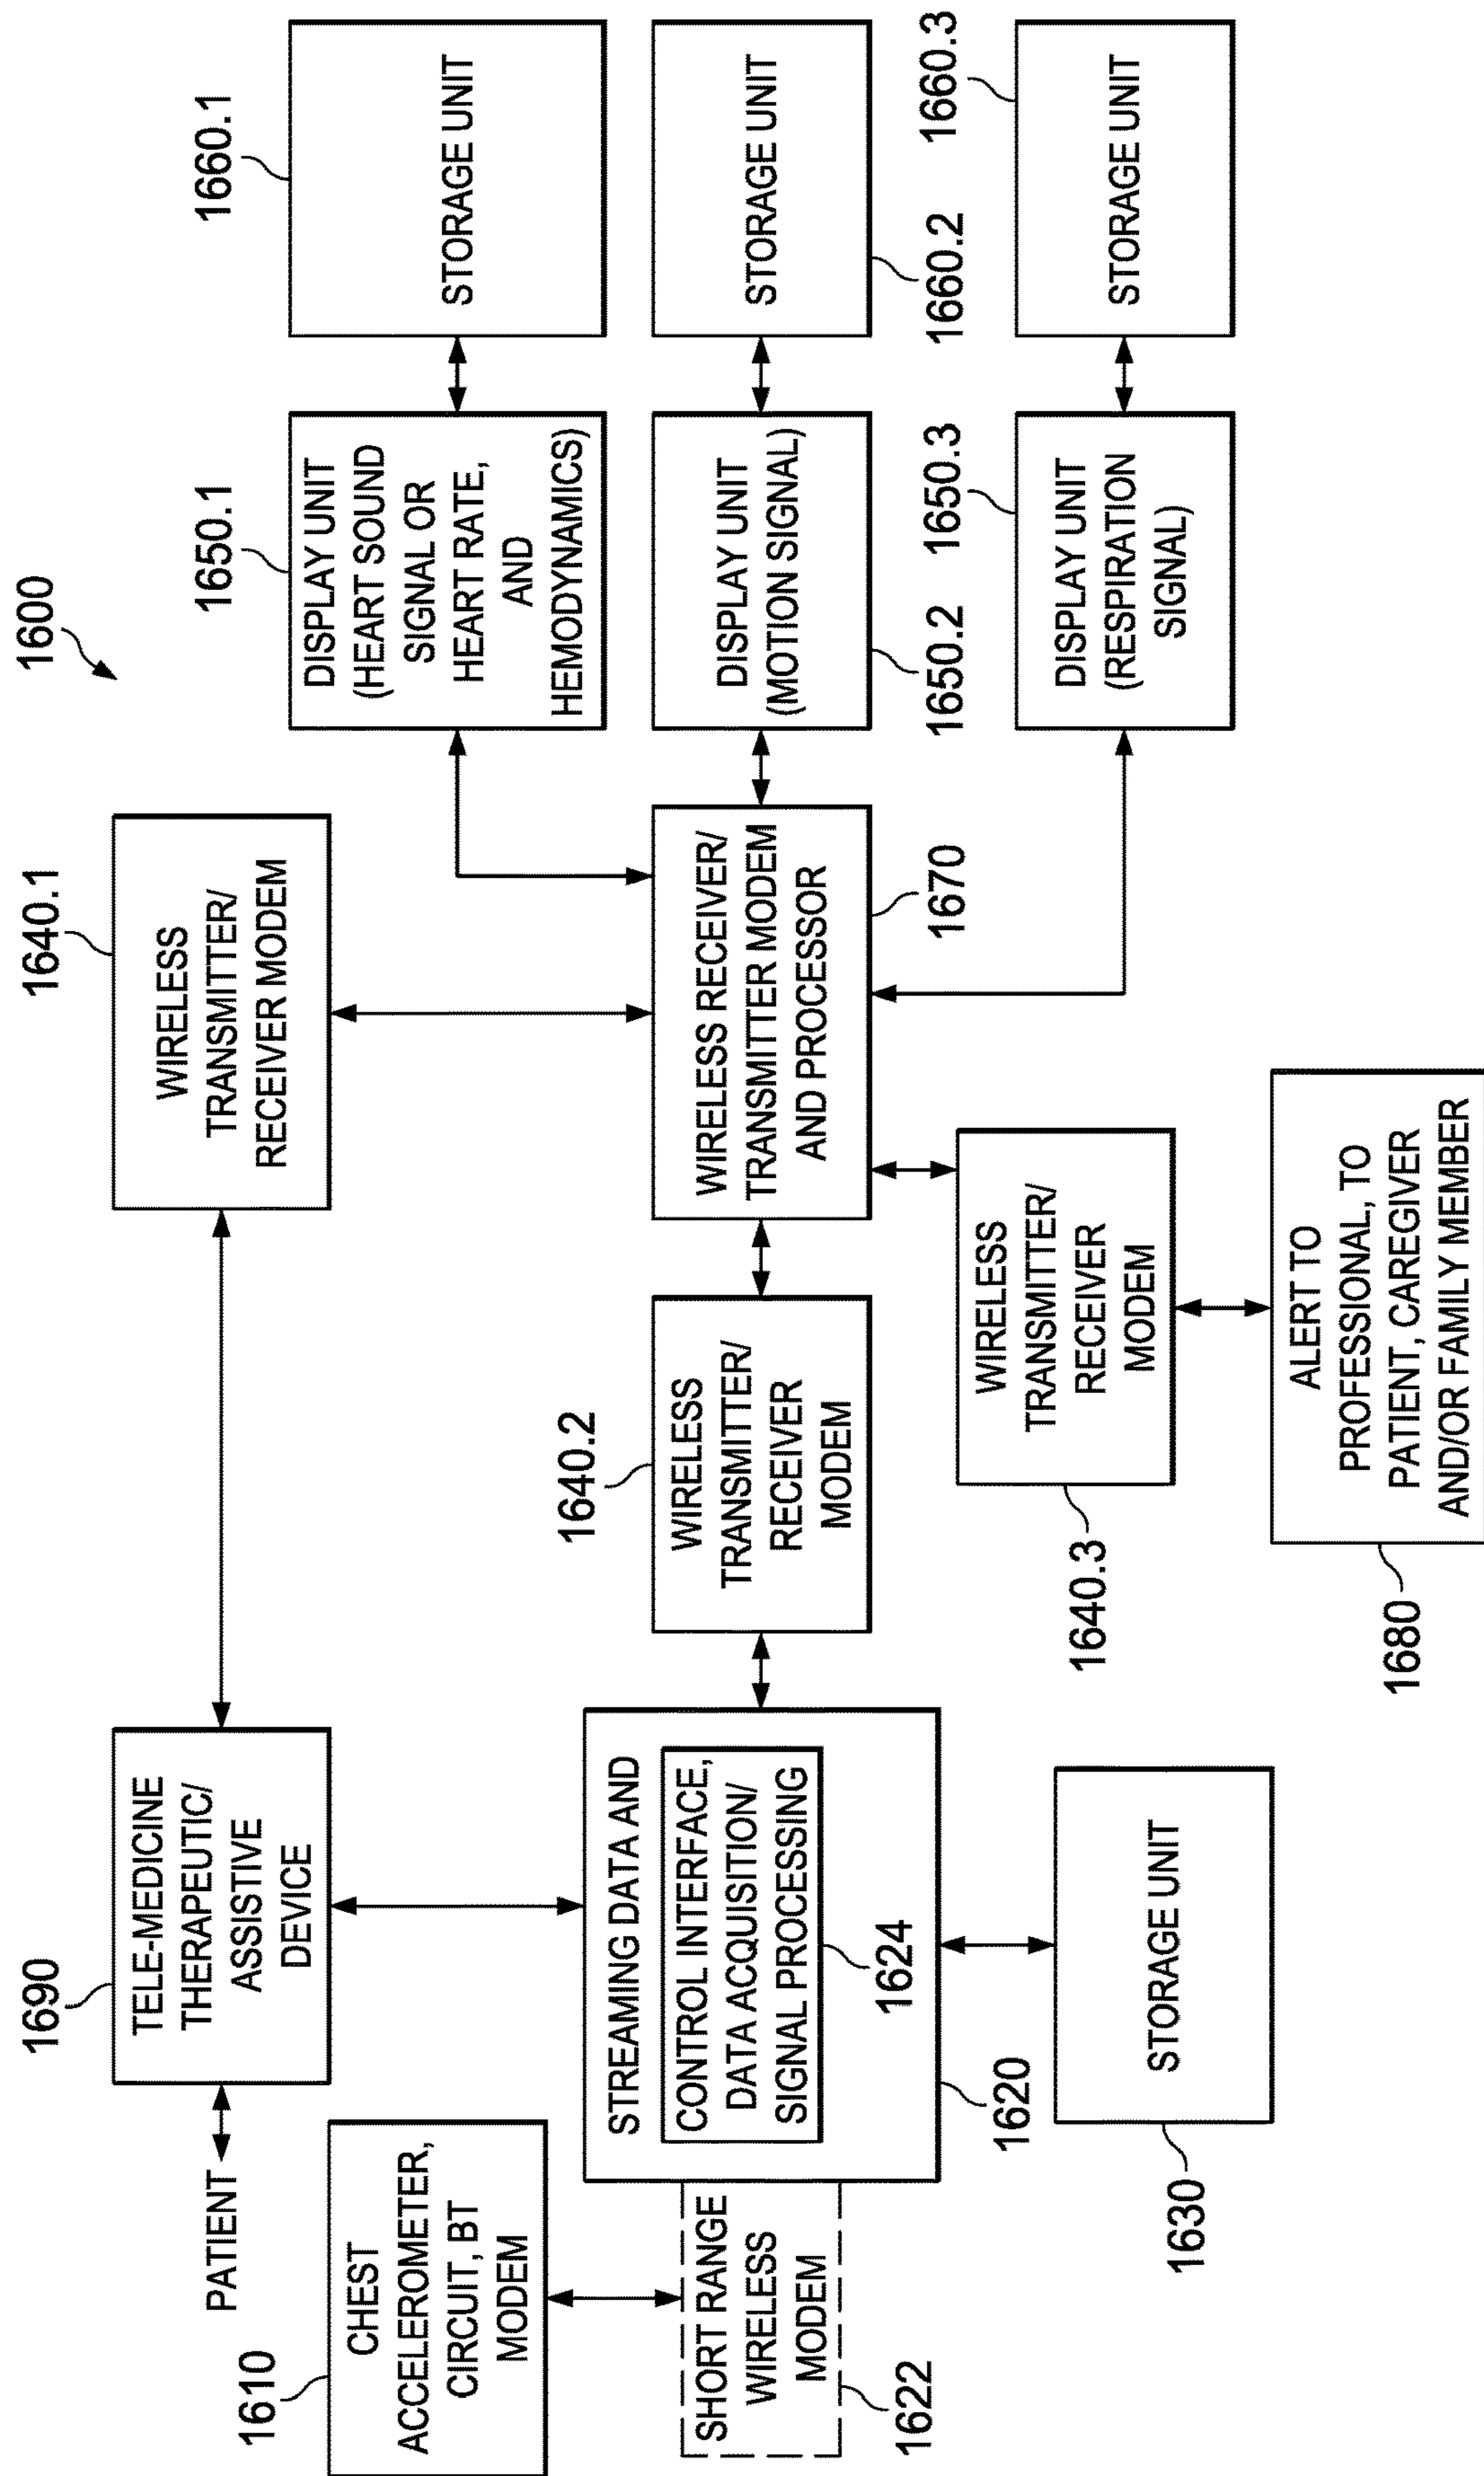 1600
1690
TELE-MEDICINE
THERAPEUTIC/
ASSISTIVE
DEVICE
PATIENT
1640.1
WIRELESS
TRANSMITTER/
RECEIVER MODEM
1610
CHEST
ACCELEROMETER,
CIRCUIT, BT
MODEM
SHORT RANGE
WIRELESS
MODEM
1622
STREAMING DATA AND
CONTROL INTERFACE,
DATA ACQUISITION/
SIGNAL PROCESSING
1624
1620
STORAGE UNIT
1630
1640.2
WIRELESS
TRANSMITTER/
RECEIVER
MODEM
WIRELESS RECEIVER/
TRANSMITTER MODEM
AND PROCESSOR
1670
WIRELESS
TRANSMITTER/
RECEIVER
MODEM
1640.3
ALERT TO
PROFESSIONAL, TO
PATIENT, CAREGIVER
AND/OR FAMILY MEMBER
1680
1650.1
DISPLAY UNIT
(HEART SOUND
SIGNAL OR
HEART RATE,
AND
HEMODYNAMICS)
1660.1
STORAGE UNIT
DISPLAY UNIT
(MOTION SIGNAL)
1650.2
STORAGE UNIT
1660.2
1650.3
DISPLAY UNIT
(RESPIRATION
SIGNAL)
1660.3
STORAGE UNIT